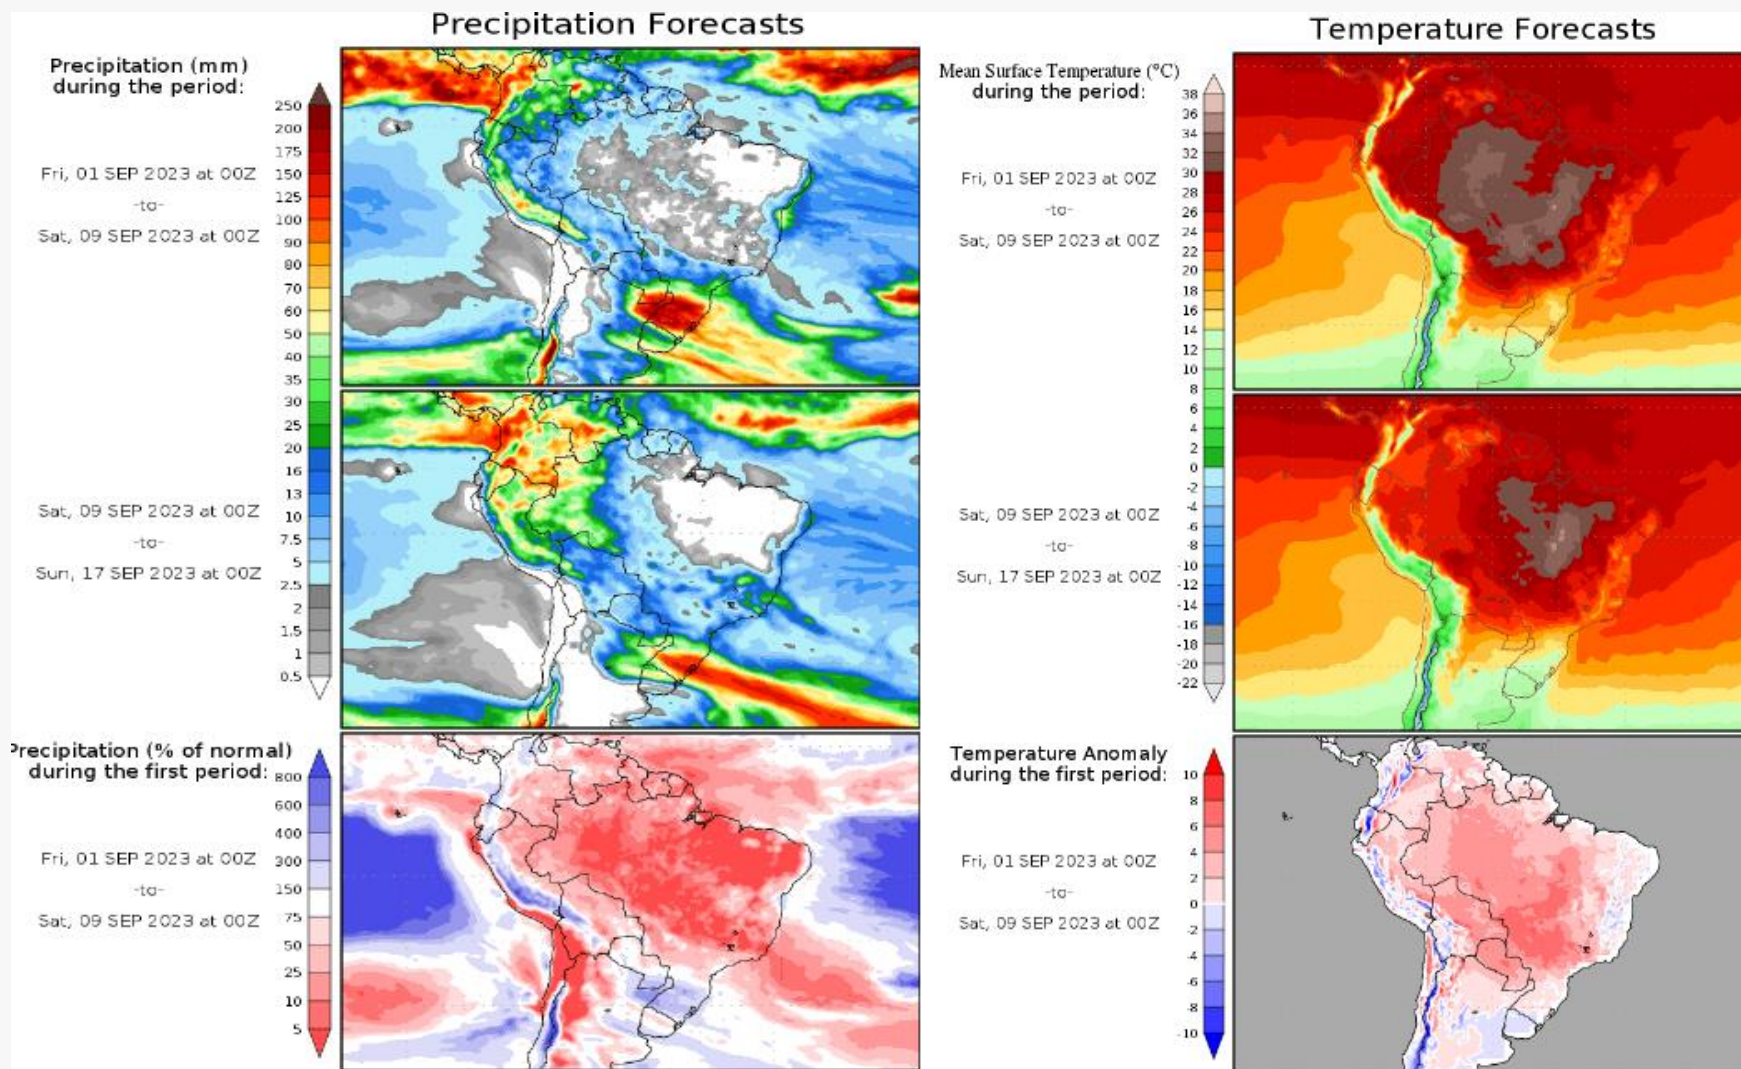 Precipitation Forecasts
Precipitation (mm)
during the period:
Fri, 01 SEP 2023 at 00Z
-to-
Sat, 09 SEP 2023 at 00Z
250
200
175
150
125
100
90
80
70
60
50
40
35
30
25
20
16
13
10
7.5
5
2.5
2
1.5
1
0.5
Sat, 09 SEP 2023 at 00Z
-to-
Sun, 17 SEP 2023 at 00Z
Precipitation (% of normal)
during the first period:
Fri, 01 SEP 2023 at 00Z
-to-
Sat, 09 SEP 2023 at 00Z
800
600
400
300
150
75
50
25
10
5
Temperature Forecasts
Mean Surface Temperature (°C)
during the period:
Fri, 01 SEP 2023 at 00Z
-to-
Sat, 09 SEP 2023 at 00Z
38
36
34
32
30
28
26
24
22
20
18
16
14
12
10
8
6
4
2
0
-2
-4
-6
-8
-10
-12
-14
-16
-18
-20
-22
Sat, 09 SEP 2023 at 00Z
-to-
Sun, 17 SEP 2023 at 00Z
Temperature Anomaly
during the first period:
Fri, 01 SEP 2023 at 00Z
-to-
Sat, 09 SEP 2023 at 00Z
10
8
6
4
2
0
-2
-4
-6
-8
-10